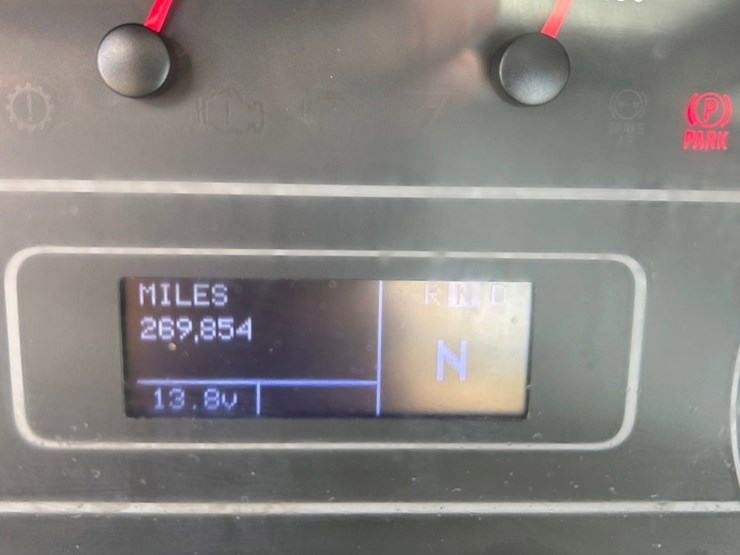 PARK
MILES
269,854
R N D
N
13.8v